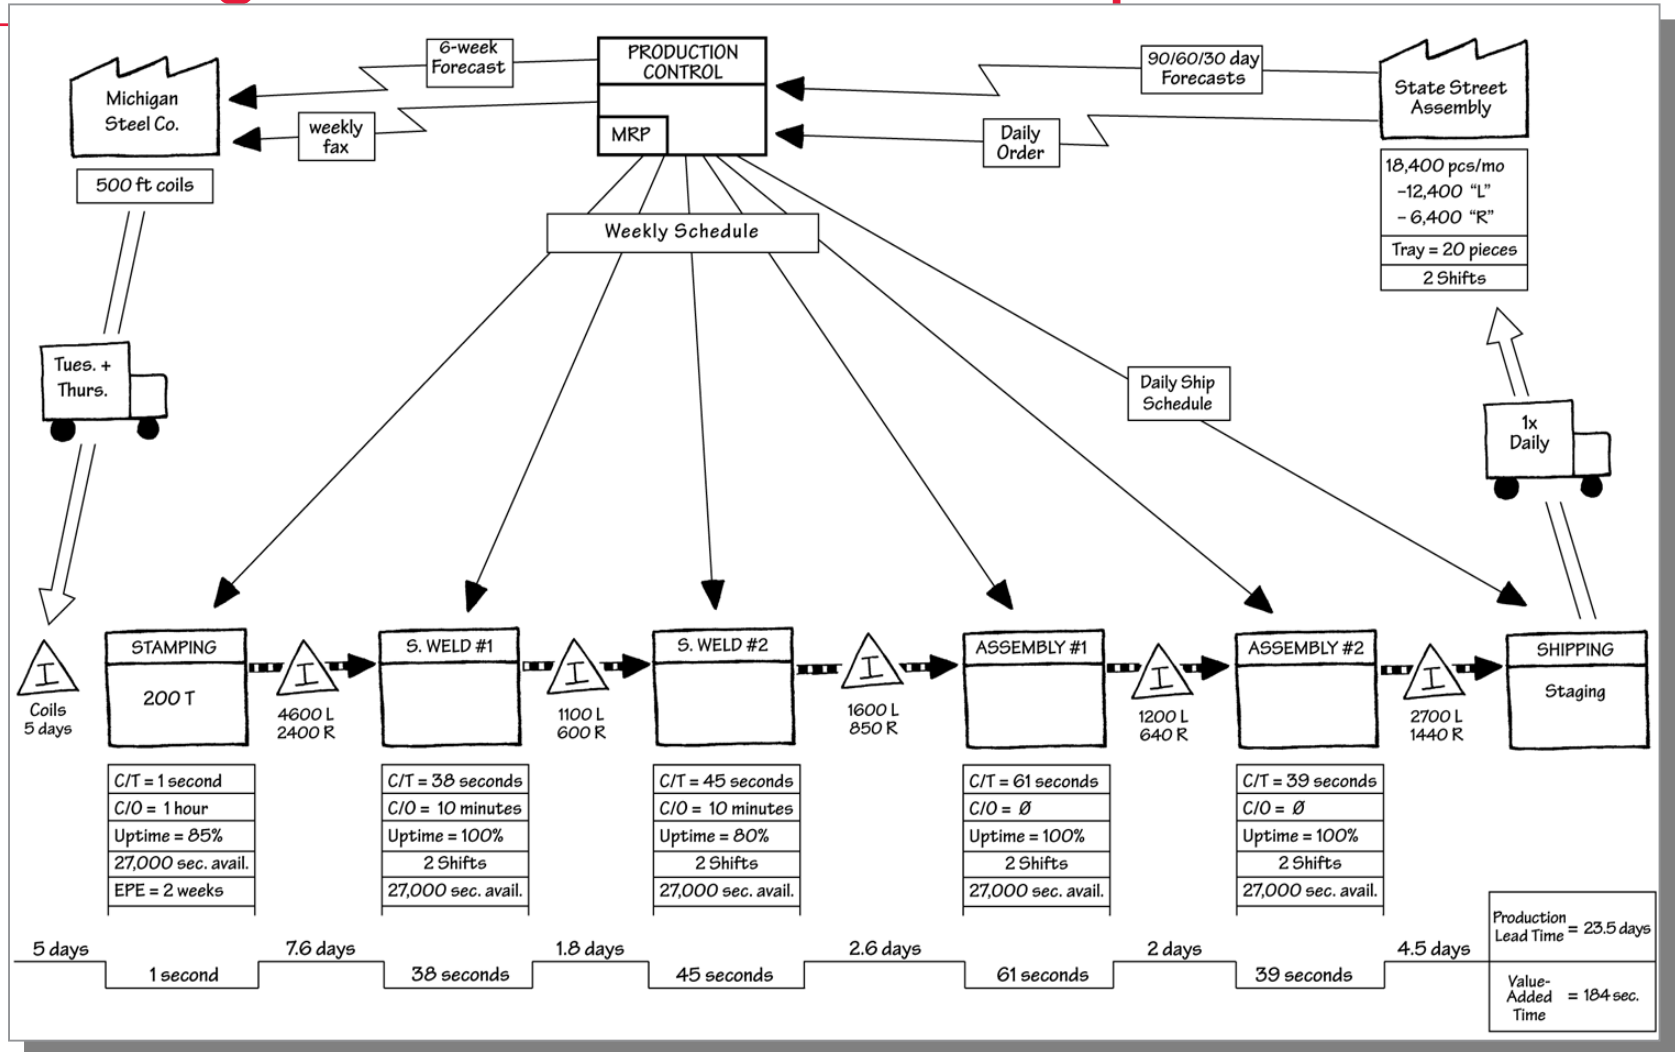 6-week
Forecast
PRODUCTION
CONTROL
MRP
90/60/30 day
Forecasts
State Street
Assembly
Michigan
Steel Co.
weekly
fax
Daily
Order
500 ft coils
18,400 pcs/mo
-12,400 "L"
- 6,400 "R"
Tray = 20 pieces
2 Shifts
Weekly Schedule
Tues. +
Thurs.
Daily Ship
Schedule
1x
Daily
I
Coils
5 days
STAMPING
200 T
I
4600 L
2400 R
S. WELD #1
I
1100 L
600 R
S. WELD #2
I
1600 L
850 R
ASSEMBLY #1
I
1200 L
640 R
ASSEMBLY #2
I
2700 L
1440 R
SHIPPING
Staging
C/T = 1 second
C/O = 1 hour
Uptime = 85%
27,000 sec. avail.
EPE = 2 weeks
C/T = 38 seconds
C/O = 10 minutes
Uptime = 100%
2 Shifts
27,000 sec. avail.
C/T = 45 seconds
C/O = 10 minutes
Uptime = 80%
2 Shifts
27,000 sec. avail.
C/T = 61 seconds
C/O = Ø
Uptime = 100%
2 Shifts
27,000 sec. avail.
C/T = 39 seconds
C/O = Ø
Uptime = 100%
2 Shifts
27,000 sec. avail.
5 days
1 second
7.6 days
38 seconds
1.8 days
45 seconds
2.6 days
61 seconds
2 days
39 seconds
4.5 days
Production
Lead Time = 23.5 days
Value-
Added = 184 sec.
Time